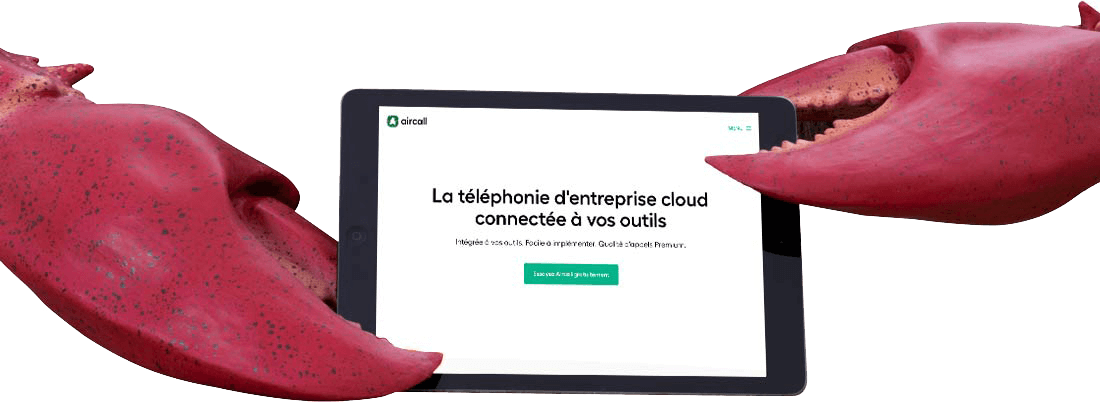 aircall
MENU
La téléphonie d'entreprise cloud
connectée à vos outils
Intégrée à vos outils. Facile à implémenter. Qualité d'appels Premium.
Essayez Aircall gratuitement